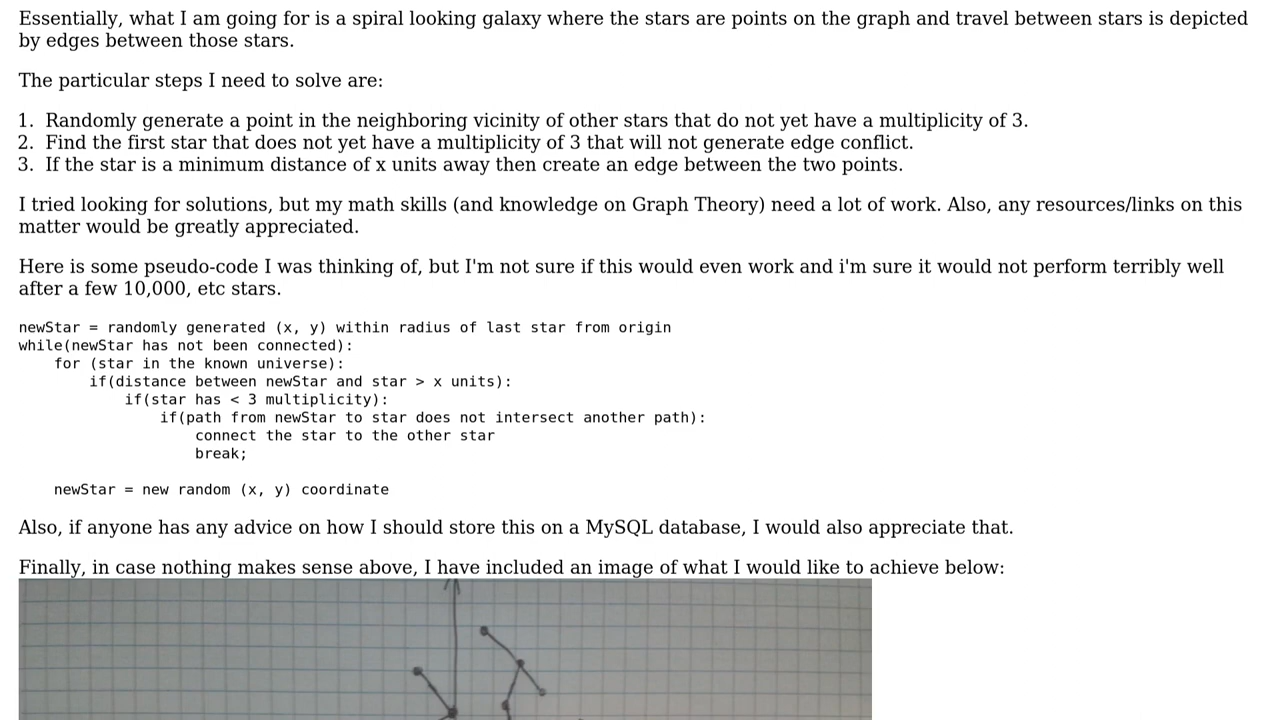 Essentially, what I am going for is a spiral looking galaxy where the stars are points on the graph and travel between stars is depicted
by edges between those stars.
The particular steps I need to solve are:
1. Randomly generate a point in the neighboring vicinity of other stars that do not yet have a multiplicity of 3.
2. Find the first star that does not yet have a multiplicity of 3 that will not generate edge conflict.
3. If the star is a minimum distance of x units away then create an edge between the two points.
I tried looking for solutions, but my math skills (and knowledge on Graph Theory) need a lot of work. Also, any resources/links on this
matter would be greatly appreciated.
Here is some pseudo-code I was thinking of, but I'm not sure if this would even work and i'm sure it would not perform terribly well
after a few 10,000, etc stars.
newStar = randomly generated (x, y) within radius of last star from origin
while(newStar has not been connected):
    for (star in the known universe):
        if(distance between newStar and star > x units):
            if(star has < 3 multiplicity):
                if(path from newStar to star does not intersect another path):
                    connect the star to the other star
                    break;
    newStar = new random (x, y) coordinate
Also, if anyone has any advice on how I should store this on a MySQL database, I would also appreciate that.
Finally, in case nothing makes sense above, I have included an image of what I would like to achieve below: